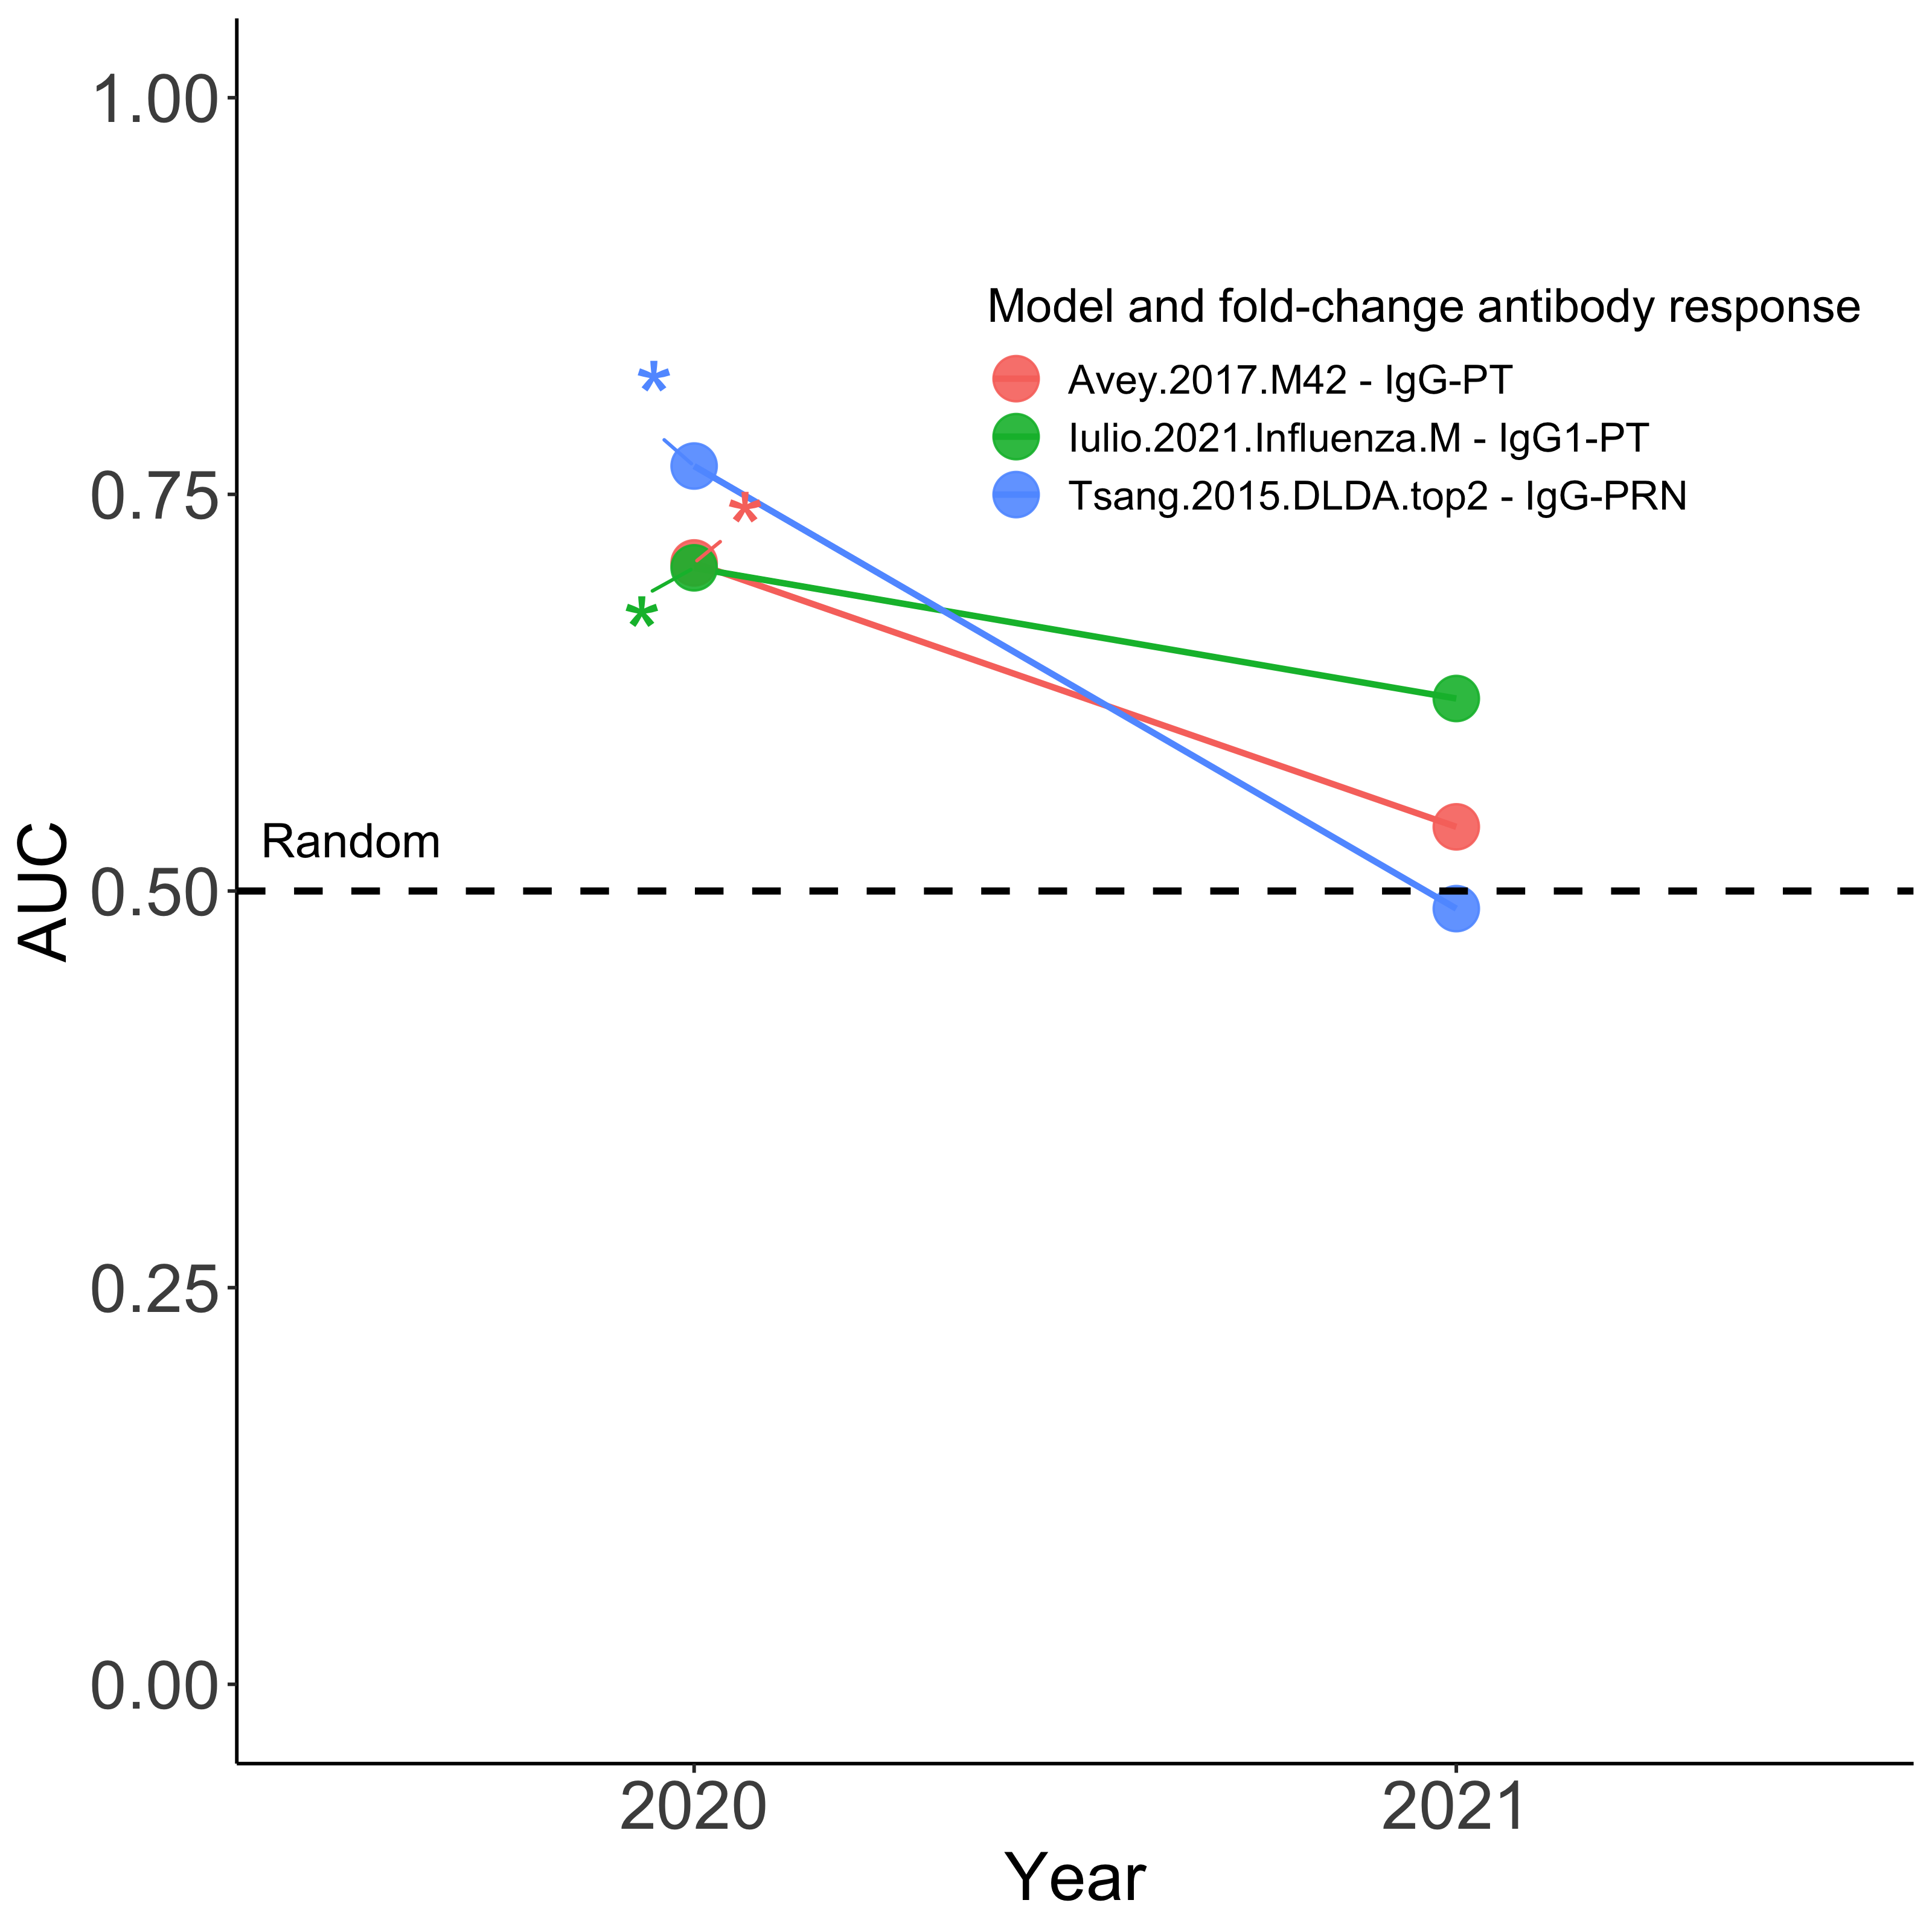 1.00
0.75
0.50
0.25
0.00
AUC
Random
*
*
*
Model and fold-change antibody response
Avey.2017.M42 - IgG-PT
Iulio.2021.Influenza.M - IgG1-PT
Tsang.2015.DLDA.top2 - IgG-PRN
2020
2021
Year